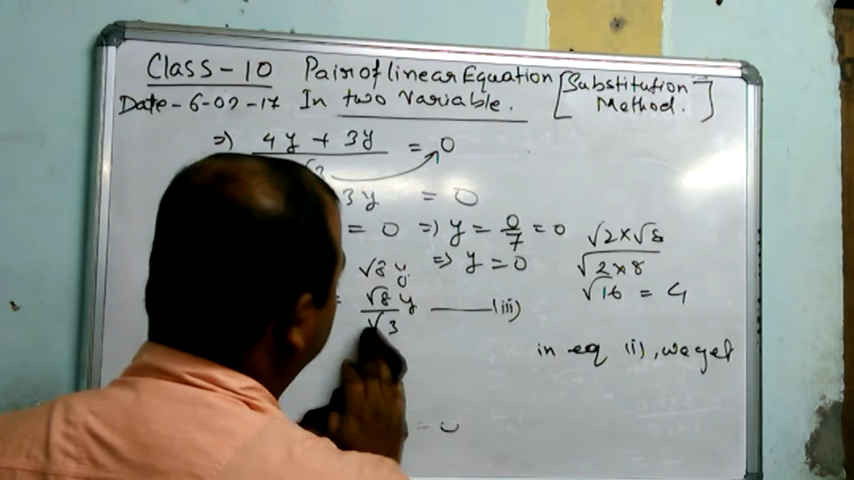 Class-10 Pair of linear Equation [Substitution
Date-6-07-17 In two Variable. Method.]
=> 4y + 3y = 0
√3
3y = 0
= 0 => y = 0/7 = 0
√2×√8
√8 y => y = 0
√2×8
= √8/√3 y ——— (iii)
√16 = 4
in eq (i), we get
= 0